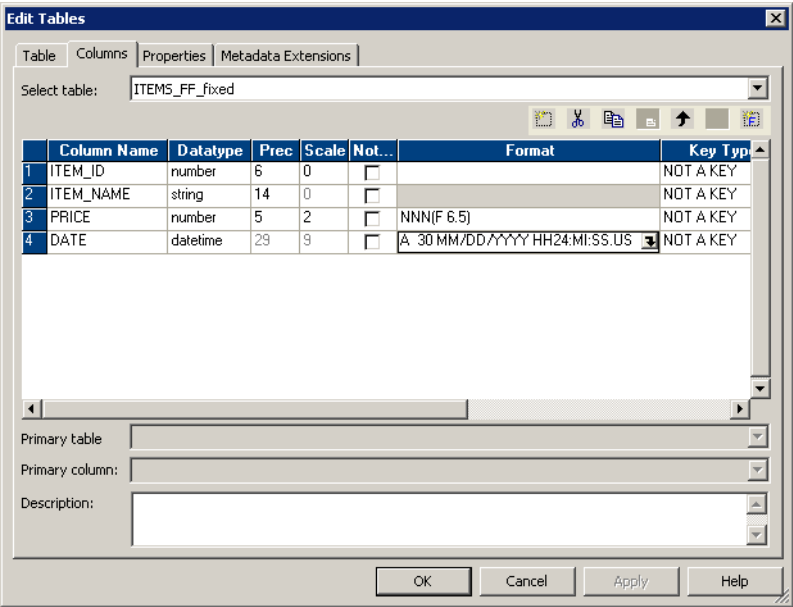 Edit Tables
Table Columns Properties Metadata Extensions
Select table: ITEMS_FF_fixed
Column Name Datatype Prec Scale Not... Format Key Type
1 ITEM_ID number 6 0 NOT A KEY
2 ITEM_NAME string 14 0 NOT A KEY
3 PRICE number 5 2 NNN(F 6.5) NOT A KEY
4 DATE datetime 29 9 A 30 MM/DD/YYYY HH24:MI:SS.US NOT A KEY
Primary table
Primary column:
Description:
OK Cancel Apply Help